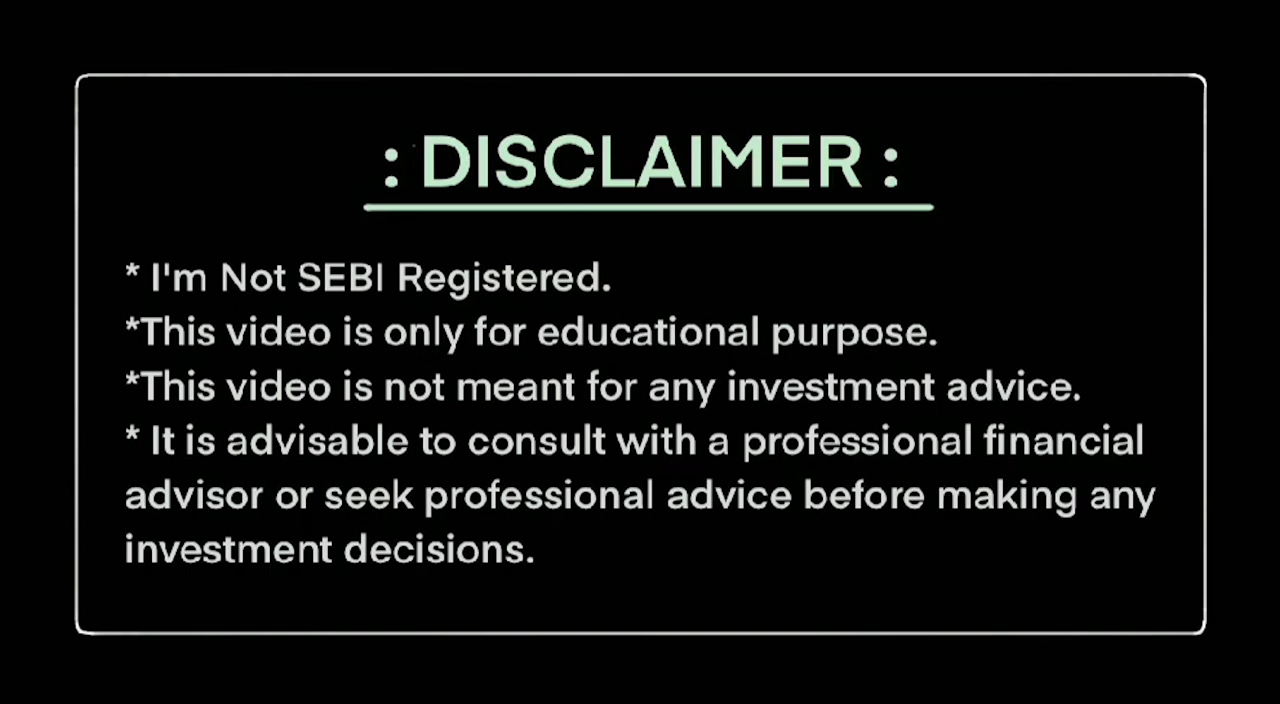 : DISCLAIMER :
* I'm Not SEBI Registered.
*This video is only for educational purpose.
*This video is not meant for any investment advice.
* It is advisable to consult with a professional financial
advisor or seek professional advice before making any
investment decisions.